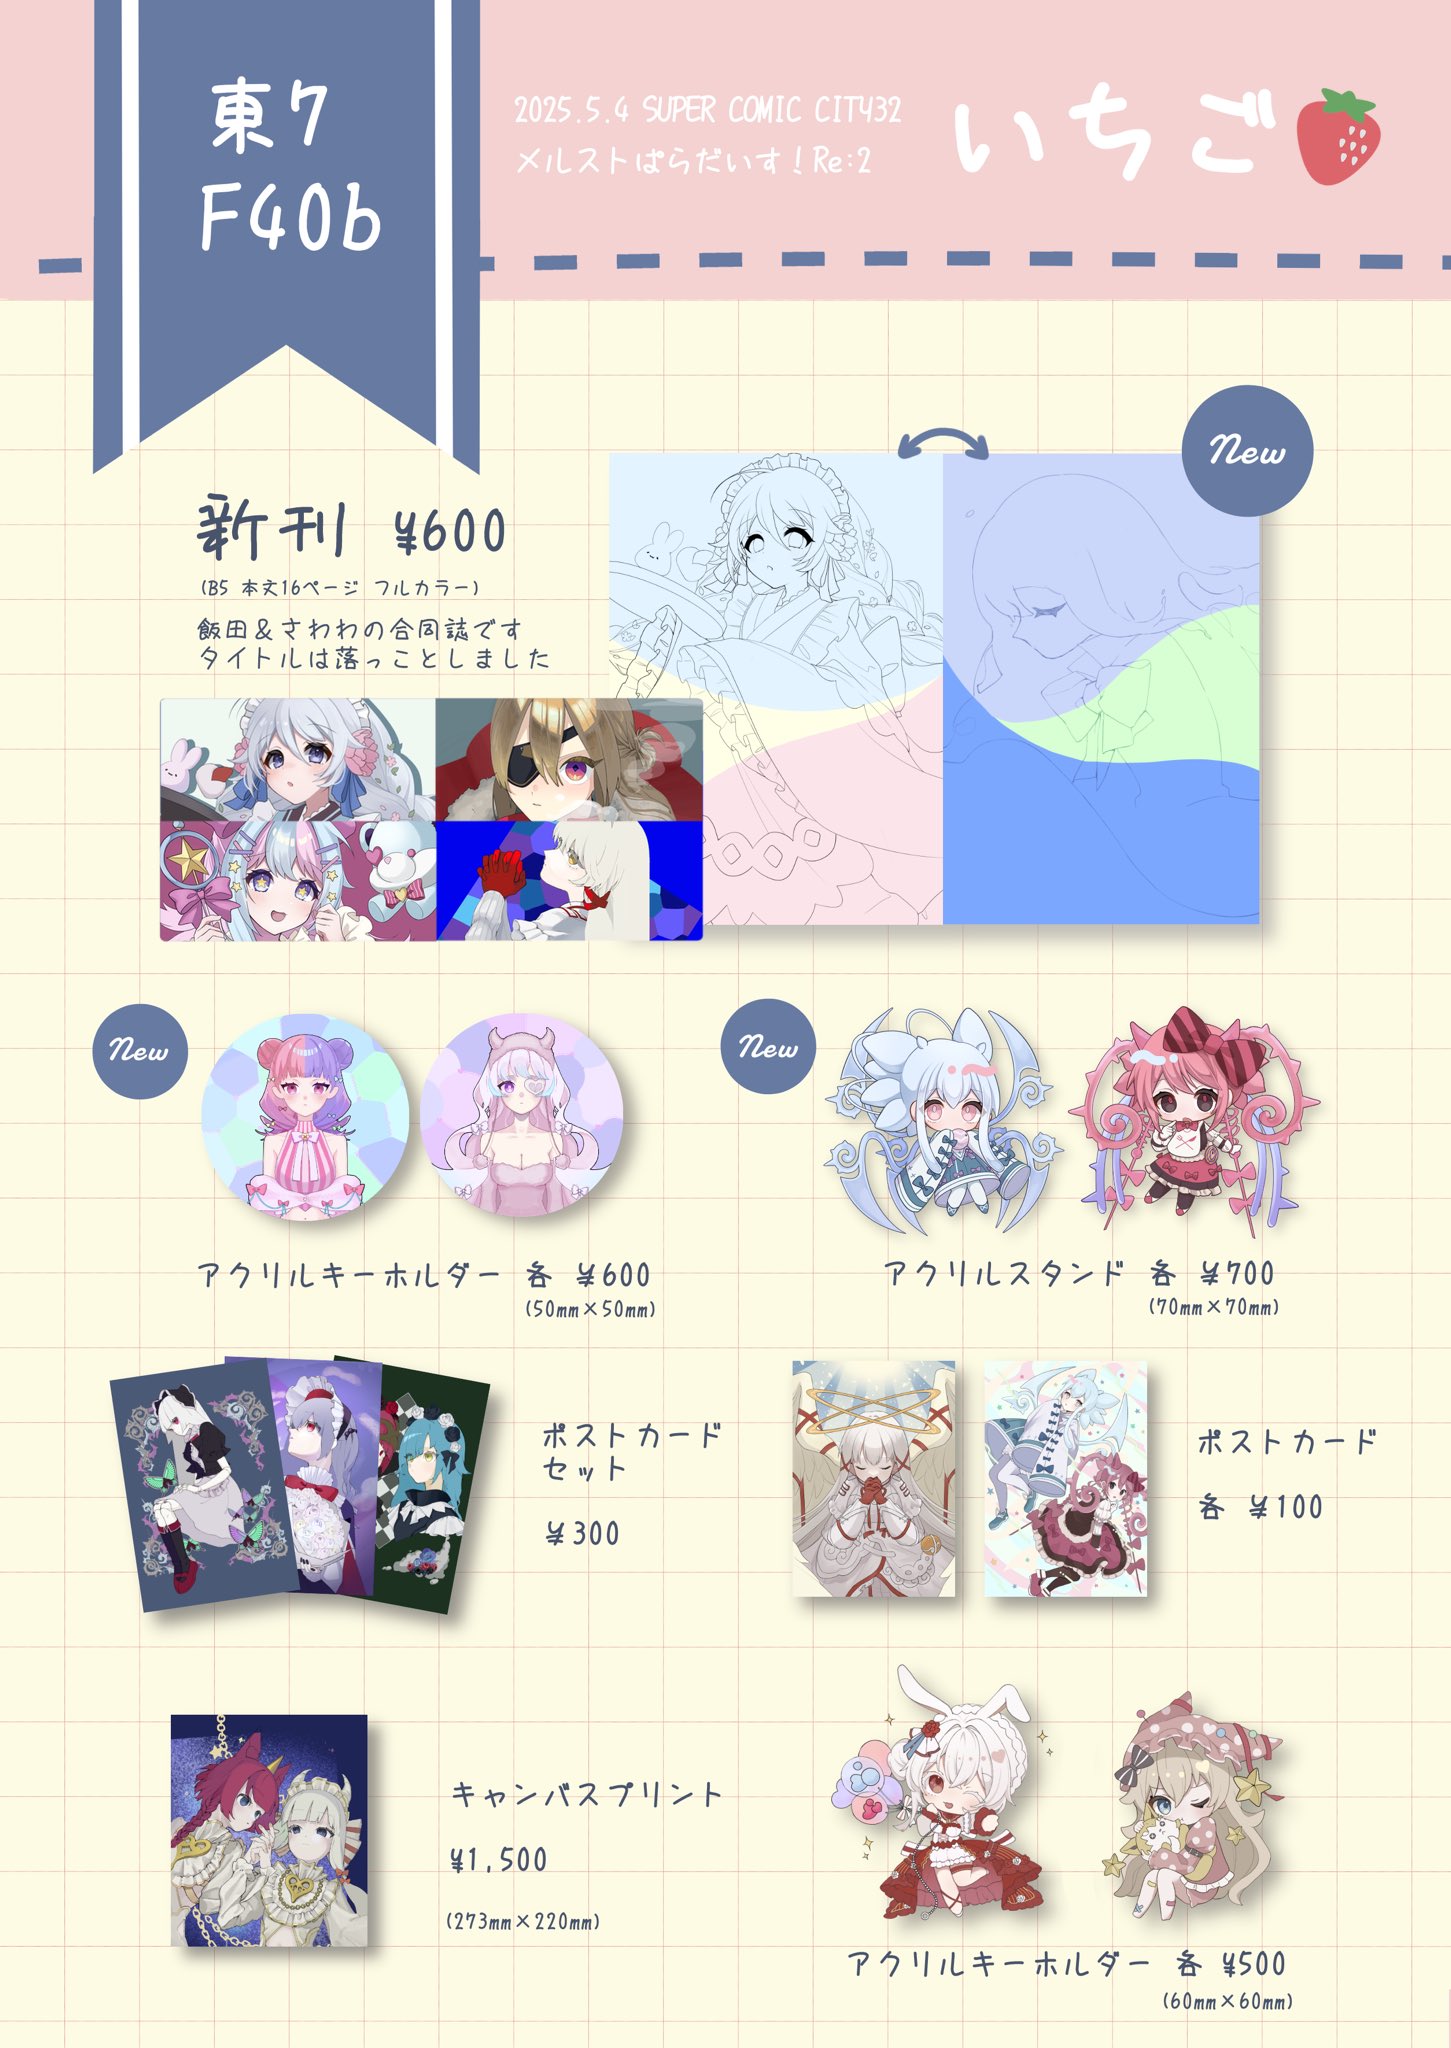 東7
F40b
2025.5.4 SUPER COMIC CITY32
メルストぱらだいす！Re:2
いちご
New
新刊 ¥600
(B5 本文16ページ フルカラー)
飯田＆さわわの合同誌です
タイトルは落っことしました
New
アクリルキーホルダー 各 ¥600
(50mm×50mm)
New
アクリルスタンド 各 ¥700
(70mm×70mm)
ポストカード
セット
¥300
ポストカード
各 ¥100
キャンバスプリント
¥1,500
(273mm×220mm)
アクリルキーホルダー 各 ¥500
(60mm×60mm)